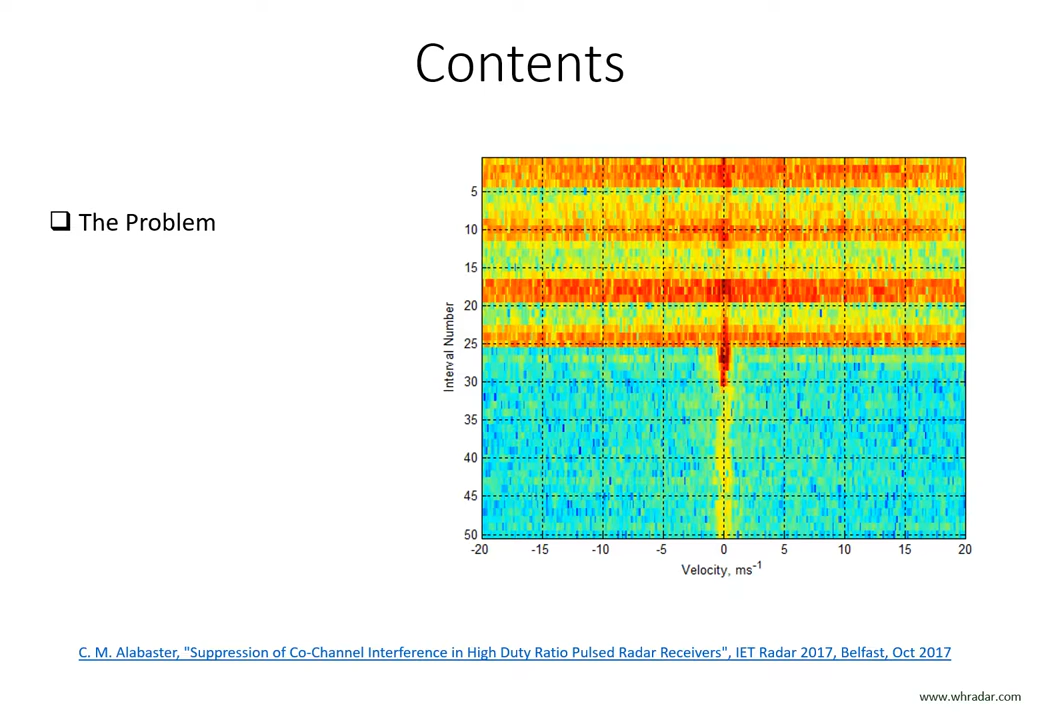 Contents
❑ The Problem
Interval Number
5
10
15
20
25
30
35
40
45
50
-20 -15 -10 -5 0 5 10 15 20
Velocity, ms⁻¹
C. M. Alabaster, "Suppression of Co-Channel Interference in High Duty Ratio Pulsed Radar Receivers", IET Radar 2017, Belfast, Oct 2017
www.whradar.com